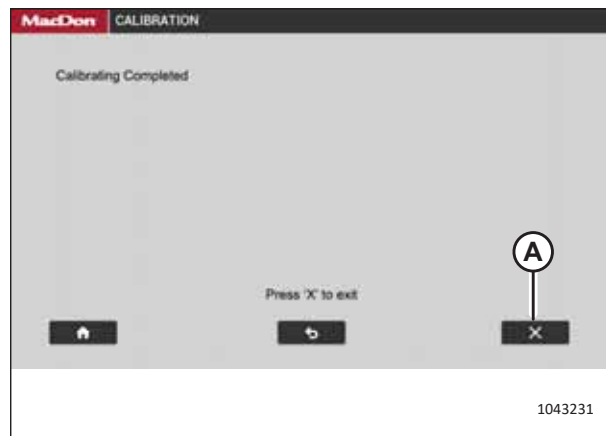 MacDon CALIBRATION
Calibrating Completed
A
Press 'X' to exit
1043231